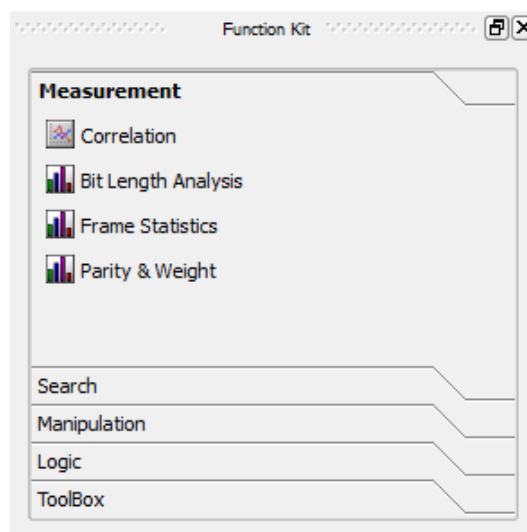 Function Kit
Measurement
Correlation
Bit Length Analysis
Frame Statistics
Parity & Weight
Search
Manipulation
Logic
ToolBox